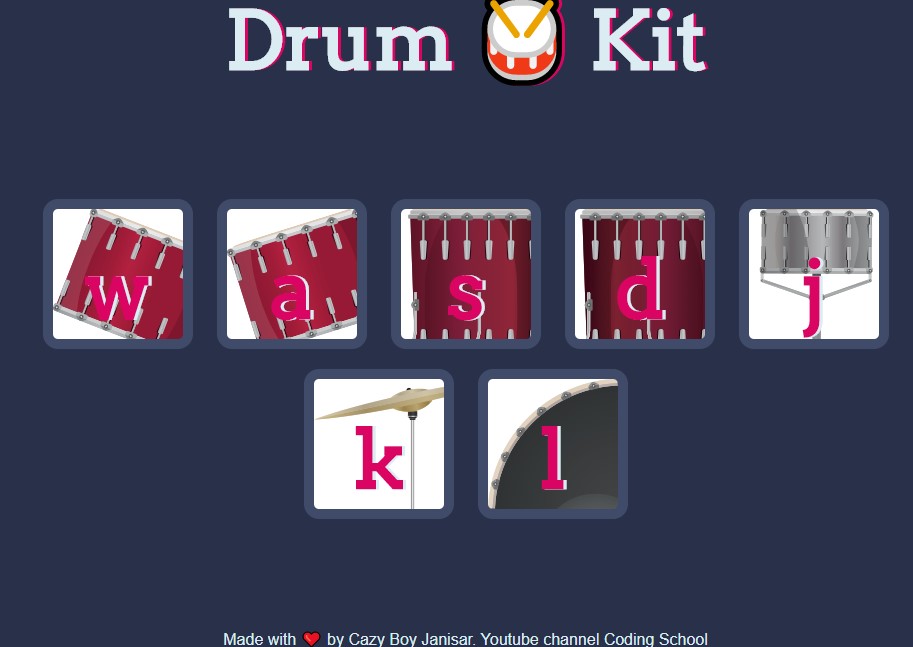 Drum 🥁 Kit
w a s d j
k l
Made with ❤️ by Cazy Boy Janisar. Youtube channel Coding School